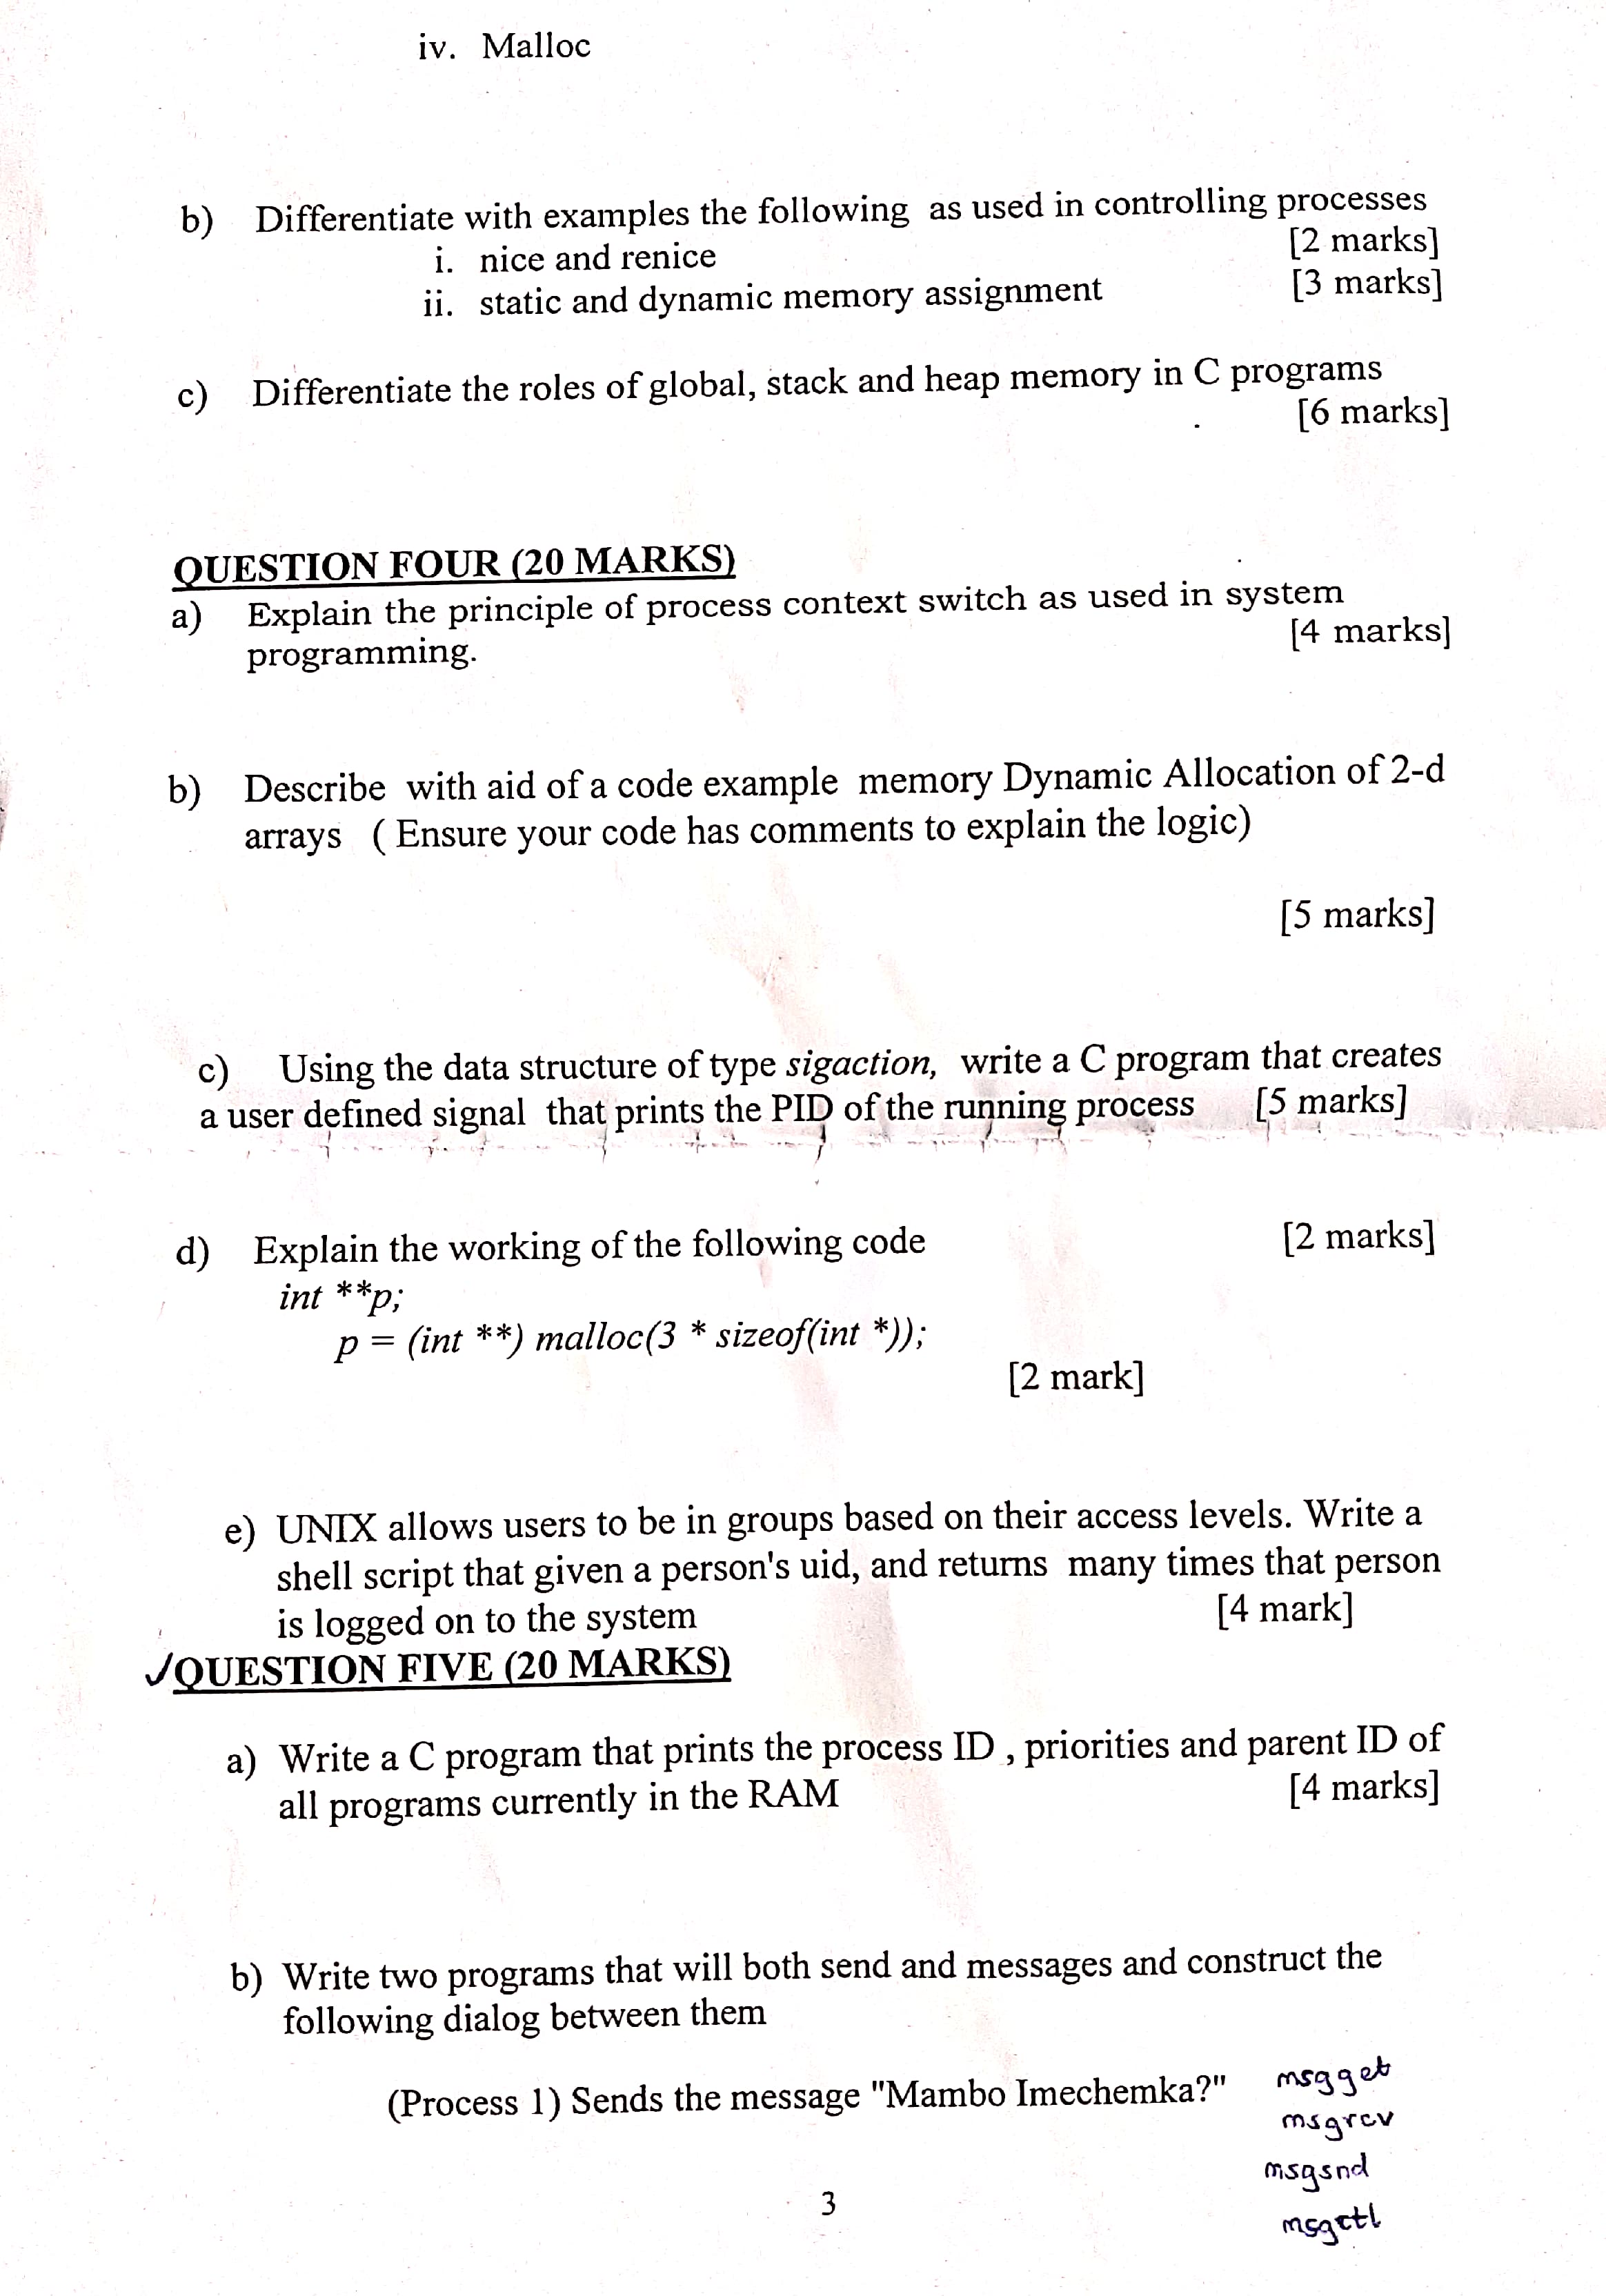 iv. Malloc
b) Differentiate with examples the following as used in controlling processes
i. nice and renice [2 marks]
ii. static and dynamic memory assignment [3 marks]
c) Differentiate the roles of global, stack and heap memory in C programs
[6 marks]
QUESTION FOUR (20 MARKS)
a) Explain the principle of process context switch as used in system
programming. [4 marks]
b) Describe with aid of a code example memory Dynamic Allocation of 2-d
arrays ( Ensure your code has comments to explain the logic)
[5 marks]
c) Using the data structure of type sigaction, write a C program that creates
a user defined signal that prints the PID of the running process [5 marks]
d) Explain the working of the following code [2 marks]
int **p;
p = (int **) malloc(3 * sizeof(int *));
[2 mark]
e) UNIX allows users to be in groups based on their access levels. Write a
shell script that given a person's uid, and returns many times that person
is logged on to the system [4 mark]
✓QUESTION FIVE (20 MARKS)
a) Write a C program that prints the process ID , priorities and parent ID of
all programs currently in the RAM [4 marks]
b) Write two programs that will both send and messages and construct the
following dialog between them
(Process 1) Sends the message "Mambo Imechemka?" msgget
msgrcv
msgsnd
msgctl
3